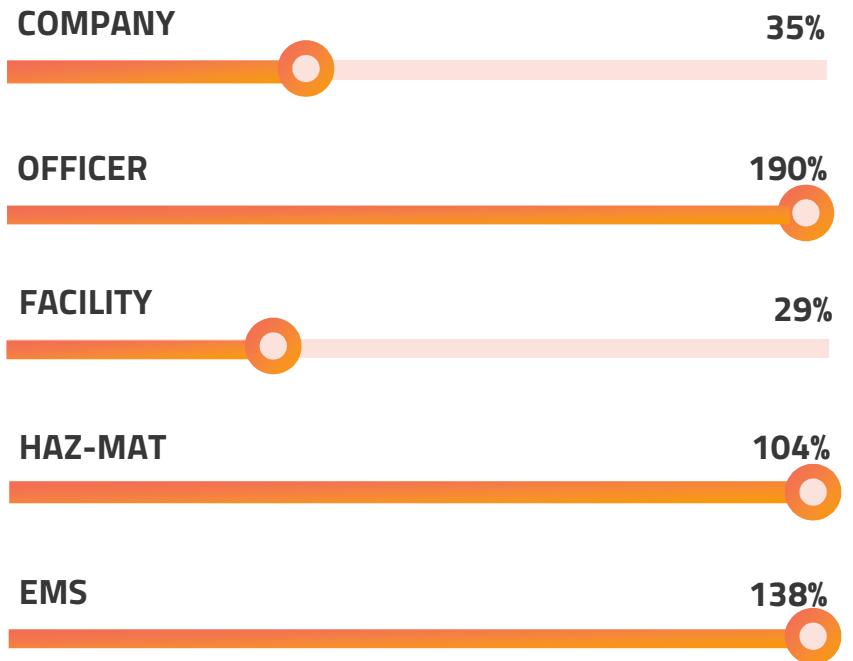 COMPANY
35%
OFFICER
190%
FACILITY
29%
HAZ-MAT
104%
EMS
138%